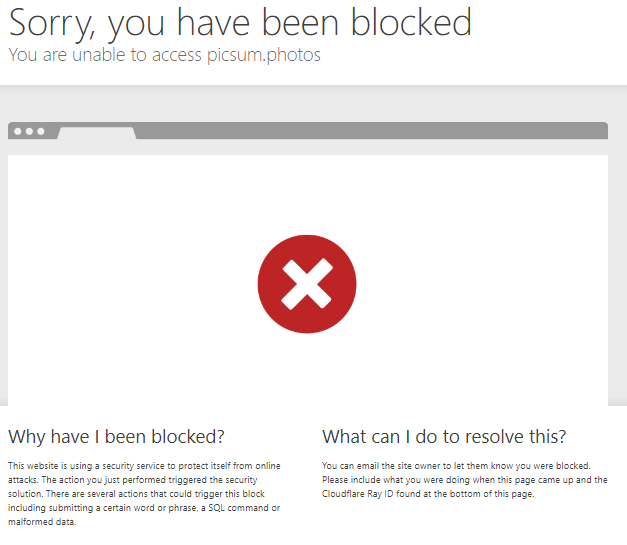 Sorry, you have been blocked
You are unable to access picsum.photos
Why have I been blocked?
This website is using a security service to protect itself from online
attacks. The action you just performed triggered the security
solution. There are several actions that could trigger this block
including submitting a certain word or phrase, a SQL command or
malformed data.
What can I do to resolve this?
You can email the site owner to let them know you were blocked.
Please include what you were doing when this page came up and the
Cloudflare Ray ID found at the bottom of this page.